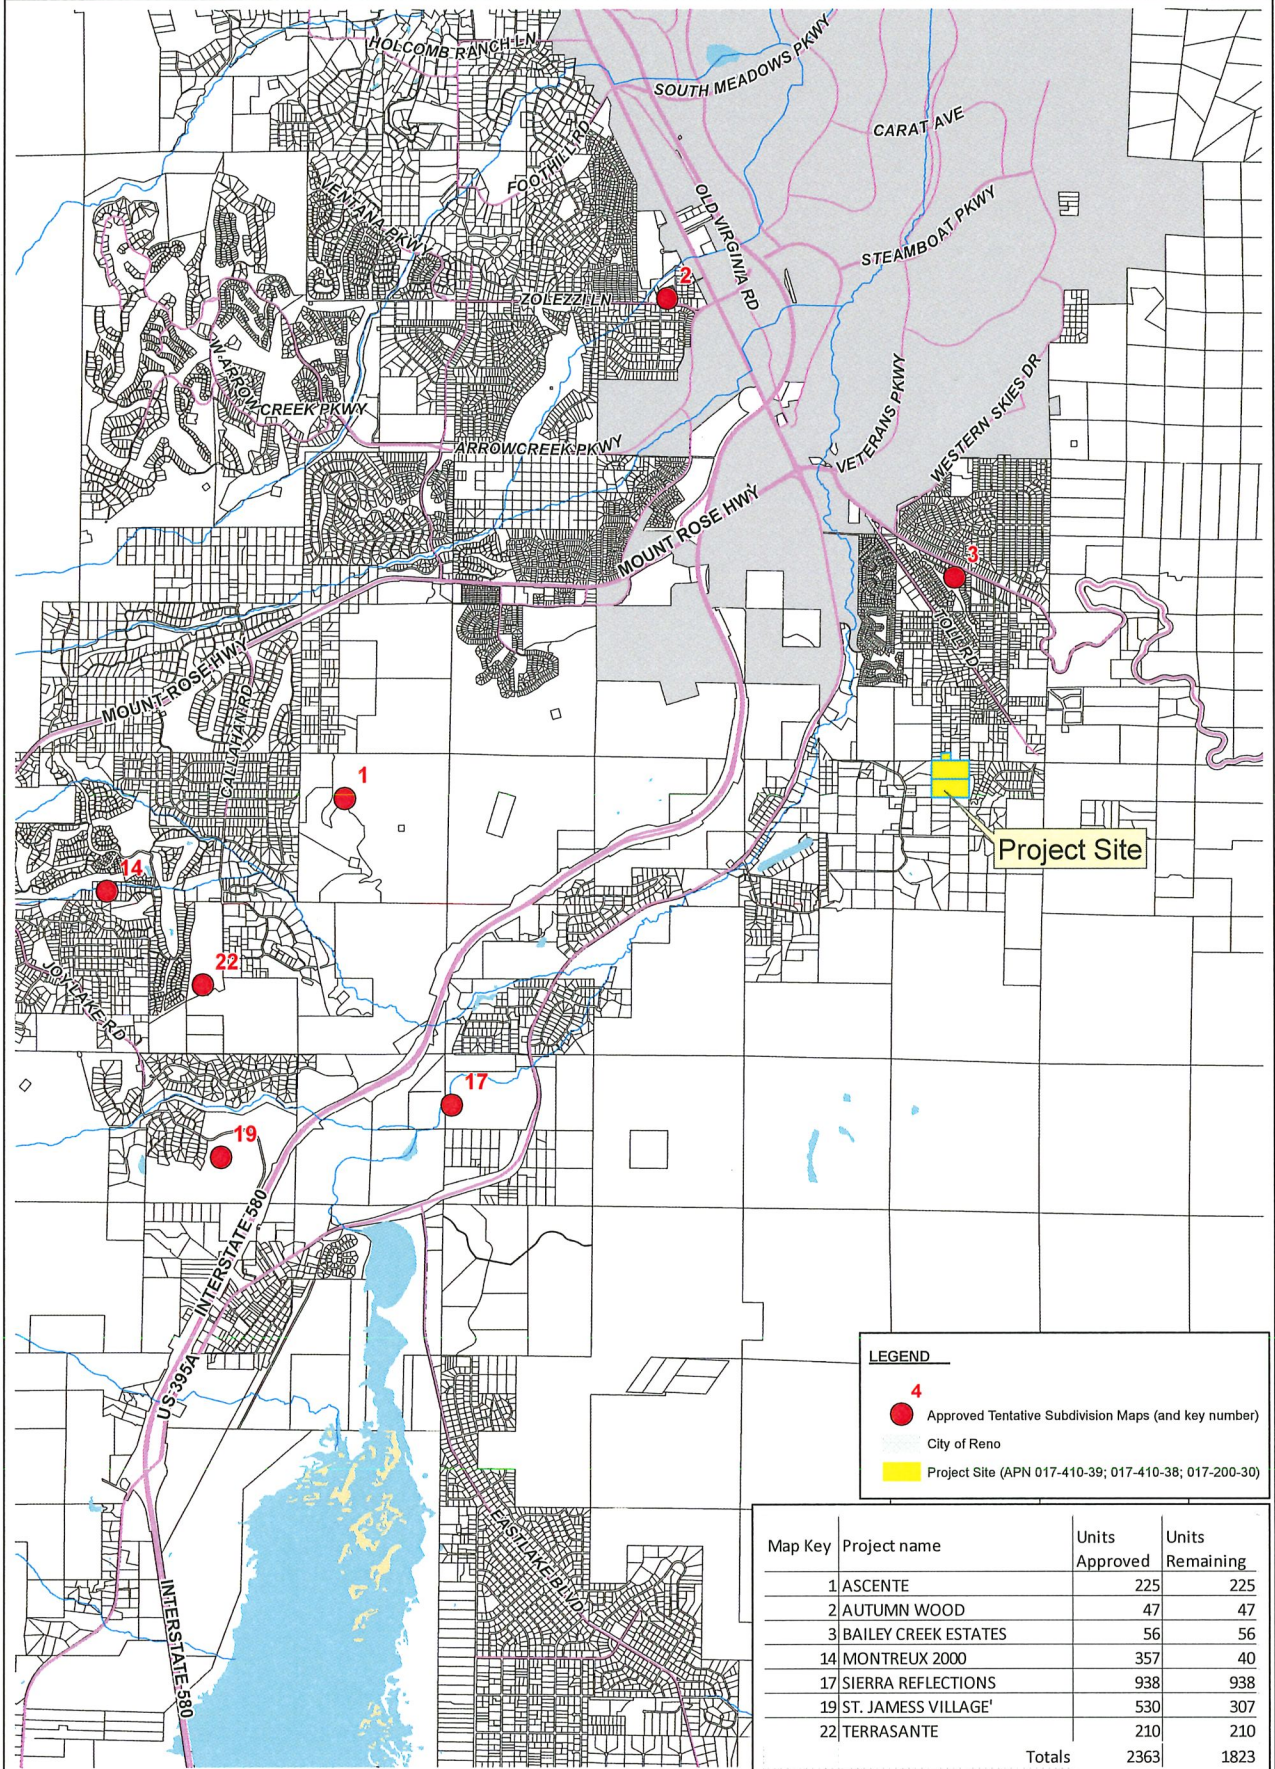 HOLCOMB RANCH LN
SOUTH MEADOWS PKWY
CARAT AVE
FOOTHILL RD
VENTANA PKWY
OLD VIRGINIA RD
STEAMBOAT PKWY
2
ZOLEZZI LN
W ARROW
CREEK PKWY
ARROWCREEK PKWY
VETERANS PKWY
WESTERN SKIES DR
MOUNT ROSE HWY
3
TOLL RD
MOUNT ROSE HWY
CALLAHAN RD
1
Project Site
14
22
JOY LAKE RD
17
19
INTERSTATE 580
US 395A
EASTLAKE BLVD
INTERSTATE 580
LEGEND
4
Approved Tentative Subdivision Maps (and key number)
City of Reno
Project Site (APN 017-410-39; 017-410-38; 017-200-30)
Map Key Project name Units Approved Units Remaining
1 ASCENTE 225 225
2 AUTUMN WOOD 47 47
3 BAILEY CREEK ESTATES 56 56
14 MONTREUX 2000 357 40
17 SIERRA REFLECTIONS 938 938
19 ST. JAMESS VILLAGE' 530 307
22 TERRASANTE 210 210
Totals 2363 1823